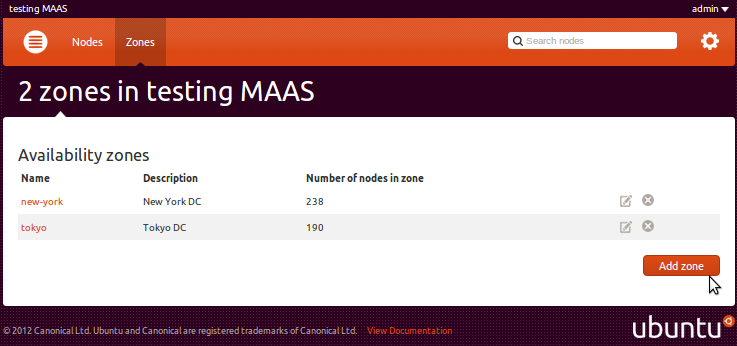 testing MAAS admin
Nodes Zones Search nodes
2 zones in testing MAAS
Availability zones
Name Description Number of nodes in zone
new-york New York DC 238
tokyo Tokyo DC 190
Add zone
© 2012 Canonical Ltd. Ubuntu and Canonical are registered trademarks of Canonical Ltd. View Documentation
ubuntu